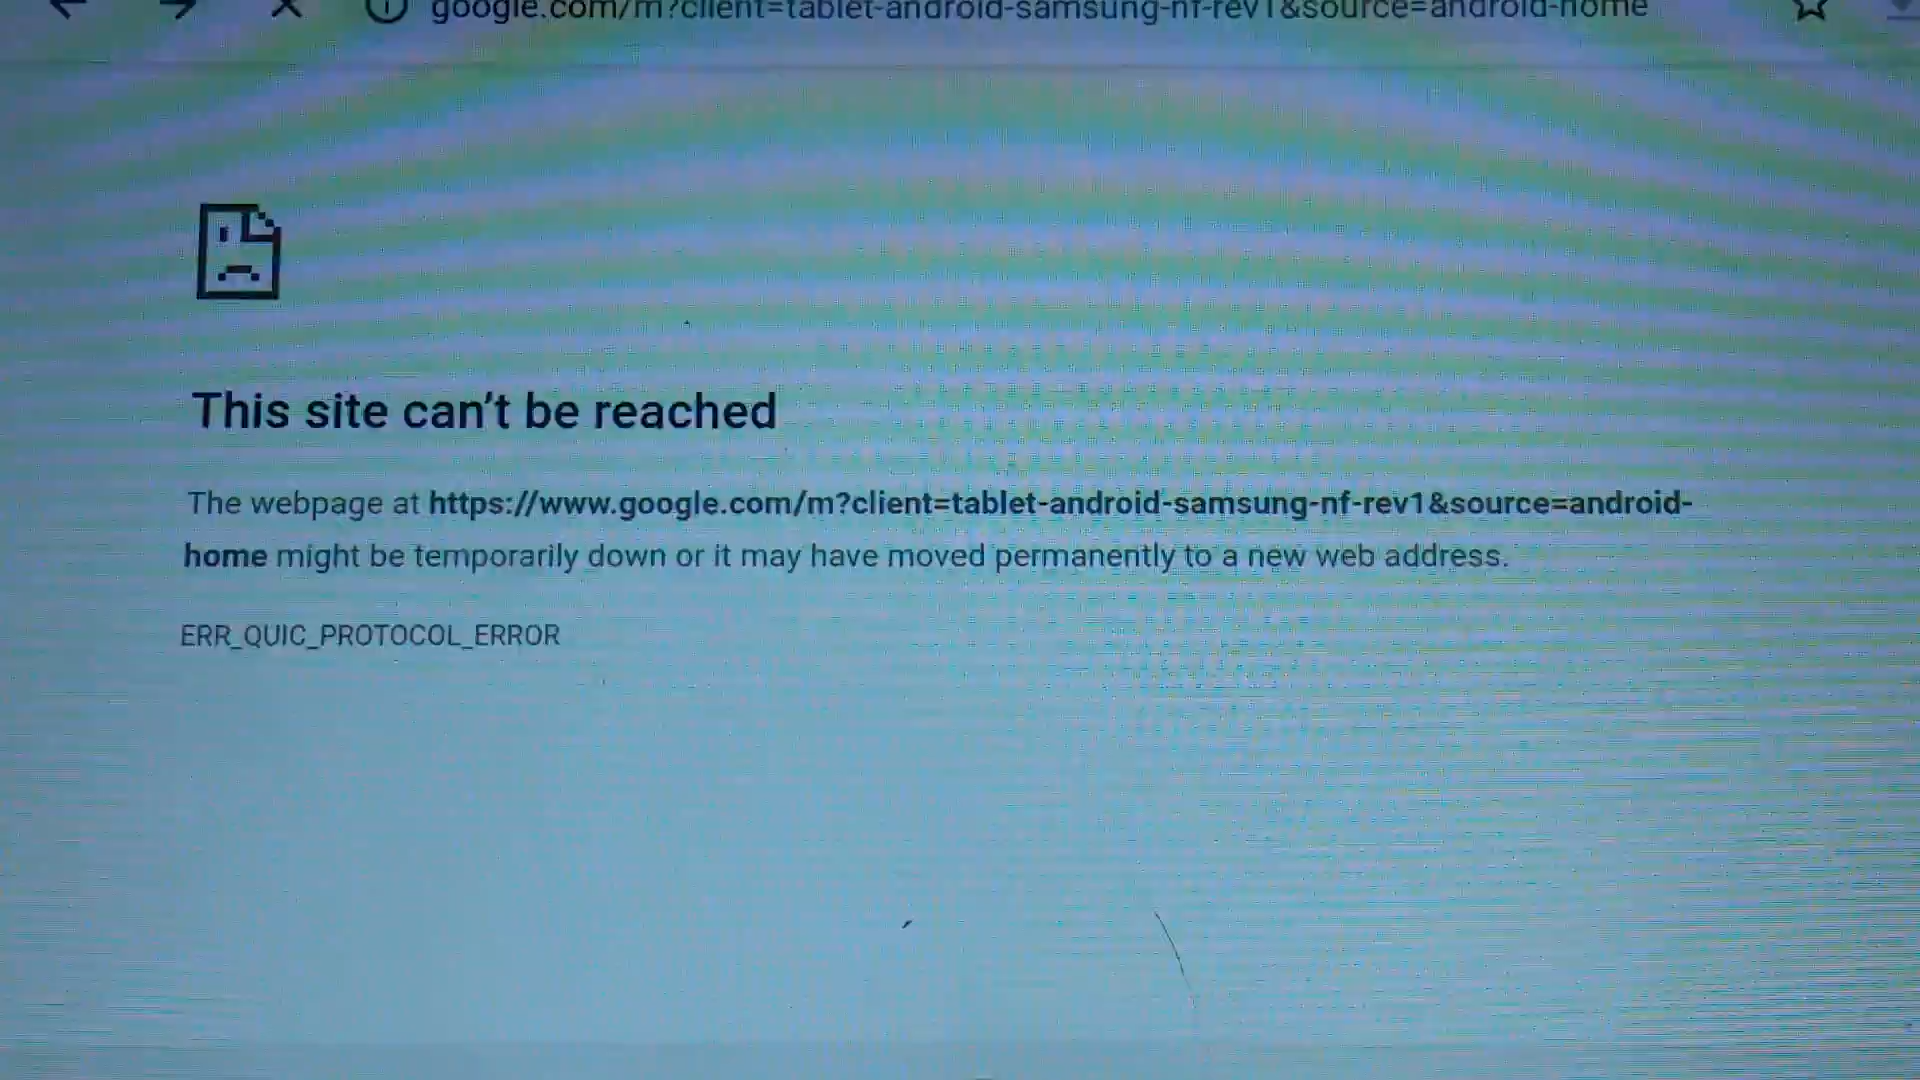 google.com/m?client=tablet-android-samsung-nf-rev1&source=android-home
This site can't be reached
The webpage at https://www.google.com/m?client=tablet-android-samsung-nf-rev1&source=android-
home might be temporarily down or it may have moved permanently to a new web address.
ERR_QUIC_PROTOCOL_ERROR